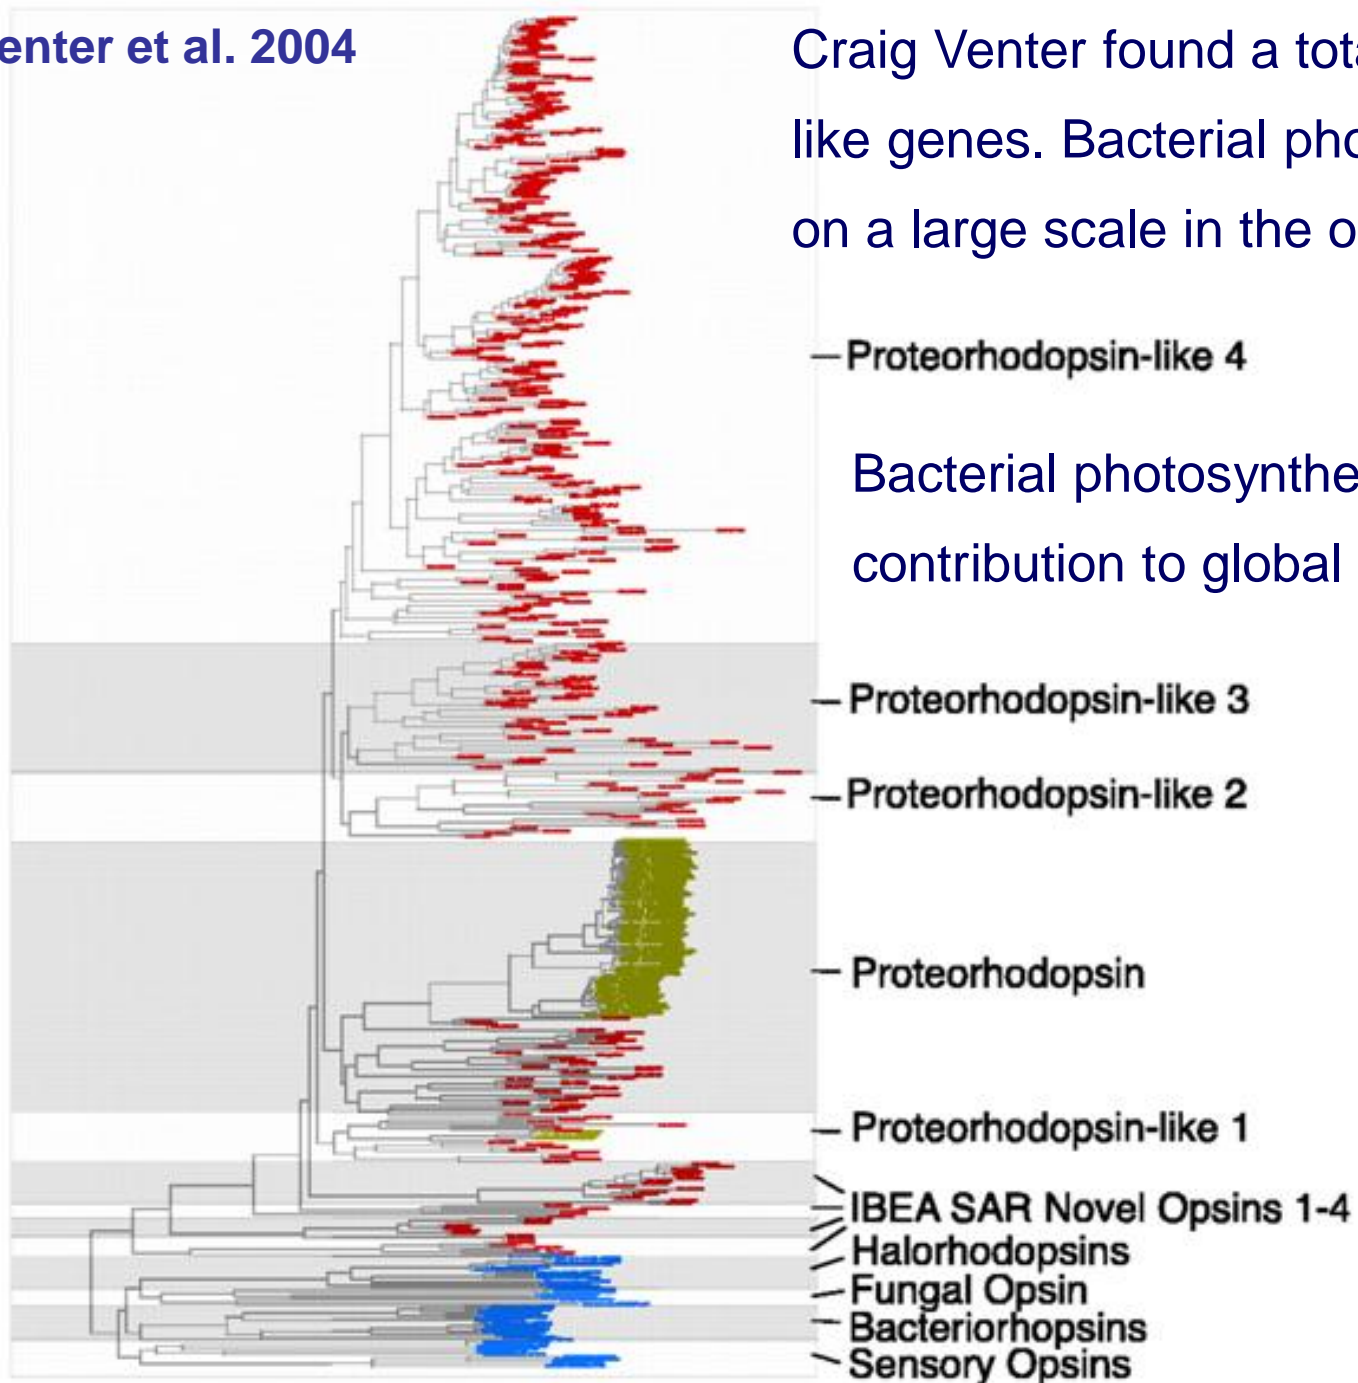 enter et al. 2004
Craig Venter found a tota
like genes. Bacterial pho
on a large scale in the o
Proteorhodopsin-like 4
Bacterial photosynthe
contribution to global
Proteorhodopsin-like 3
Proteorhodopsin-like 2
Proteorhodopsin
Proteorhodopsin-like 1
IBEA SAR Novel Opsins 1-4
Halorhodopsins
Fungal Opsin
Bacteriorhopsins
Sensory Opsins